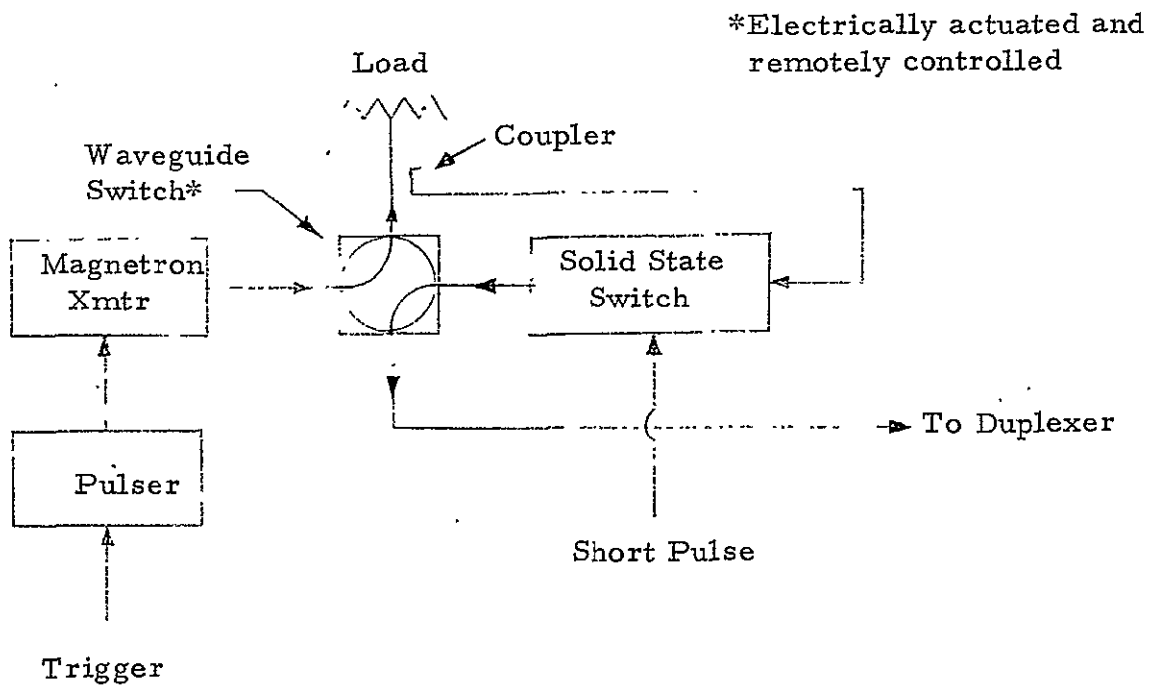 *Electrically actuated and
remotely controlled
Load
Coupler
Waveguide
Switch*
Magnetron
Xmtr
Solid State
Switch
To Duplexer
Pulser
Short Pulse
Trigger